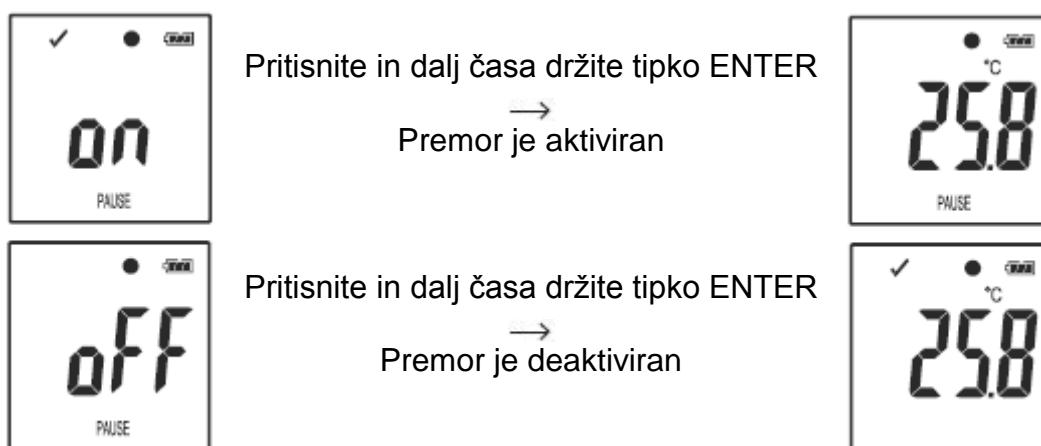 on
PAUSE
Pritisnite in dalj časa držite tipko ENTER
→
Premor je aktiviran
°C
25.8
PAUSE
oFF
PAUSE
Pritisnite in dalj časa držite tipko ENTER
→
Premor je deaktiviran
°C
25.8